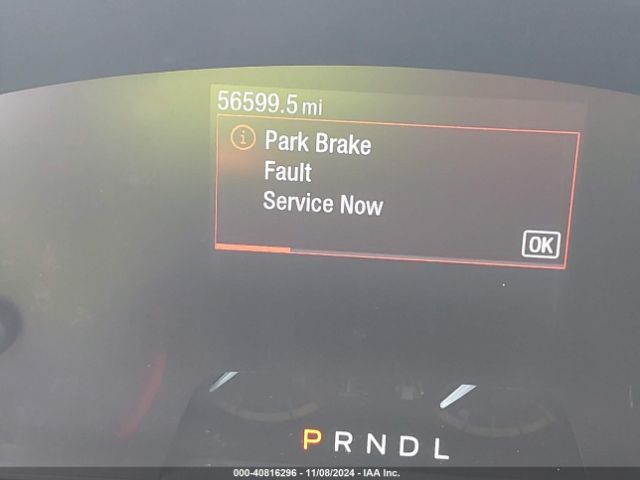 56599.5 mi
Park Brake
Fault
Service Now
OK
PRNDL
000-40816296 - 11/08/2024 - IAA Inc.